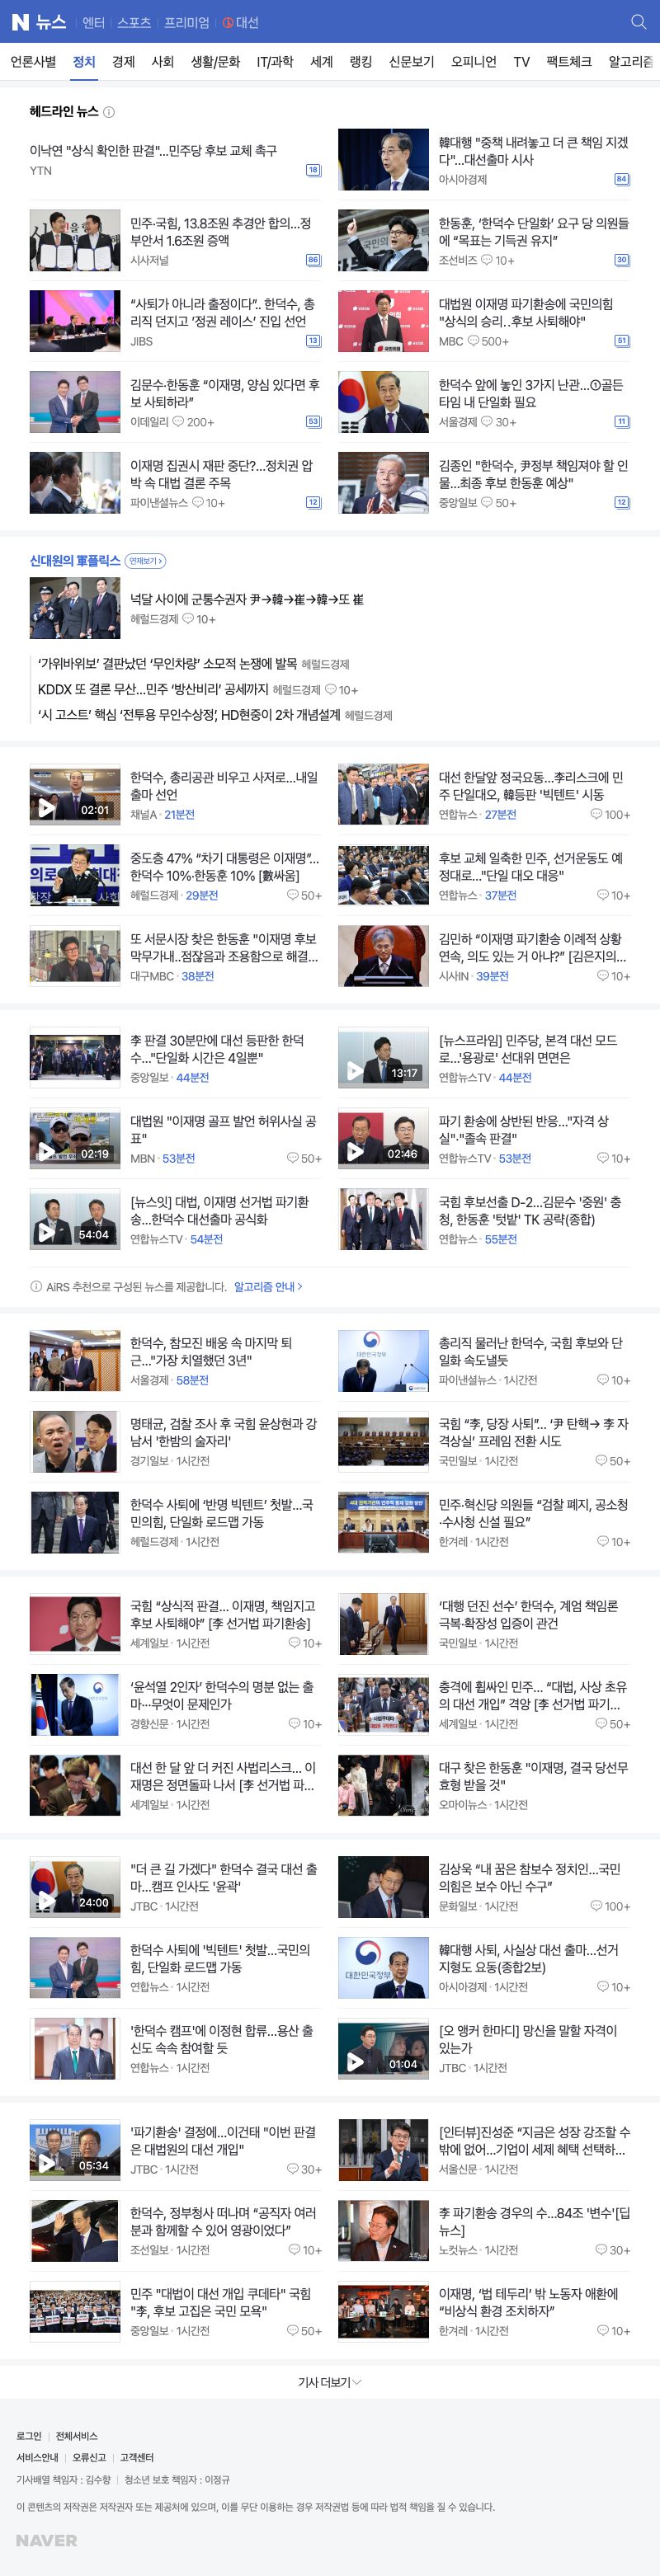 N 뉴스 엔터 스포츠 프리미엄 대선
언론사별 정치 경제 사회 생활/문화 IT/과학 세계 랭킹 신문보기 오피니언 TV 팩트체크 알고리즘
헤드라인 뉴스
이낙연 "상식 확인한 판결"…민주당 후보 교체 촉구
YTN 18
韓대행 "중책 내려놓고 더 큰 책임 지겠
다"…대선출마 시사
아시아경제 84
민주·국힘, 13.8조원 추경안 합의…정
부안서 1.6조원 증액
시사저널 86
한동훈, ‘한덕수 단일화’ 요구 당 의원들
에 “목표는 기득권 유지”
조선비즈 10+ 30
“사퇴가 아니라 출정이다”.. 한덕수, 총
리직 던지고 ‘정권 레이스’ 진입 선언
JIBS 13
대법원 이재명 파기환송에 국민의힘
"상식의 승리‥후보 사퇴해야"
MBC 500+ 51
김문수·한동훈 “이재명, 양심 있다면 후
보 사퇴하라”
이데일리 200+ 53
한덕수 앞에 놓인 3가지 난관…①골든
타임 내 단일화 필요
서울경제 30+ 11
이재명 집권시 재판 중단?…정치권 압
박 속 대법 결론 주목
파이낸셜뉴스 10+ 12
김종인 "한덕수, 尹정부 책임져야 할 인
물…최종 후보 한동훈 예상"
중앙일보 50+ 12
신대원의 軍플릭스 연재보기
넉달 사이에 군통수권자 尹→韓→崔→韓→또 崔
헤럴드경제 10+
‘가위바위보’ 결판났던 ‘무인차량’ 소모적 논쟁에 발목 헤럴드경제
KDDX 또 결론 무산…민주 ‘방산비리’ 공세까지 헤럴드경제 10+
‘시 고스트’ 핵심 ‘전투용 무인수상정’, HD현중이 2차 개념설계 헤럴드경제
02:01
한덕수, 총리공관 비우고 사저로…내일
출마 선언
채널A · 21분전
대선 한달앞 정국요동…李리스크에 민
주 단일대오, 韓등판 '빅텐트' 시동
연합뉴스 · 27분전 100+
중도층 47% “차기 대통령은 이재명”…
한덕수 10%·한동훈 10% [數싸움]
헤럴드경제 · 29분전 50+
후보 교체 일축한 민주, 선거운동도 예
정대로…"단일 대오 대응"
연합뉴스 · 37분전 10+
또 서문시장 찾은 한동훈 "이재명 후보
막무가내‥점잖음과 조용함으로 해결…
대구MBC · 38분전
김민하 “이재명 파기환송 이례적 상황
연속, 의도 있는 거 아냐?” [김은지의…
시사IN · 39분전 10+
李 판결 30분만에 대선 등판한 한덕
수…"단일화 시간은 4일뿐"
중앙일보 · 44분전
13:17
[뉴스프라임] 민주당, 본격 대선 모드
로…'용광로' 선대위 면면은
연합뉴스TV · 44분전
02:19
대법원 "이재명 골프 발언 허위사실 공
표"
MBN · 53분전 50+
02:46
파기 환송에 상반된 반응…"자격 상
실"·"졸속 판결"
연합뉴스TV · 53분전 10+
54:04
[뉴스잇] 대법, 이재명 선거법 파기환
송…한덕수 대선출마 공식화
연합뉴스TV · 54분전
국힘 후보선출 D-2…김문수 '중원' 충
청, 한동훈 '텃밭' TK 공략(종합)
연합뉴스 · 55분전
AiRS 추천으로 구성된 뉴스를 제공합니다. 알고리즘 안내
한덕수, 참모진 배웅 속 마지막 퇴
근…"가장 치열했던 3년"
서울경제 · 58분전
총리직 물러난 한덕수, 국힘 후보와 단
일화 속도낼듯
파이낸셜뉴스 · 1시간전 10+
명태균, 검찰 조사 후 국힘 윤상현과 강
남서 '한밤의 술자리'
경기일보 · 1시간전
국힘 “李, 당장 사퇴”… ‘尹 탄핵→ 李 자
격상실’ 프레임 전환 시도
국민일보 · 1시간전 50+
한덕수 사퇴에 ‘반명 빅텐트’ 첫발…국
민의힘, 단일화 로드맵 가동
헤럴드경제 · 1시간전
민주·혁신당 의원들 “검찰 폐지, 공소청
·수사청 신설 필요”
한겨레 · 1시간전 10+
국힘 “상식적 판결… 이재명, 책임지고
후보 사퇴해야” [李 선거법 파기환송]
세계일보 · 1시간전 10+
‘대행 던진 선수’ 한덕수, 계엄 책임론
극복·확장성 입증이 관건
국민일보 · 1시간전
‘윤석열 2인자’ 한덕수의 명분 없는 출
마…무엇이 문제인가
경향신문 · 1시간전 10+
충격에 휩싸인 민주… “대법, 사상 초유
의 대선 개입” 격앙 [李 선거법 파기…
세계일보 · 1시간전 50+
대선 한 달 앞 더 커진 사법리스크… 이
재명은 정면돌파 나서 [李 선거법 파…
세계일보 · 1시간전
대구 찾은 한동훈 "이재명, 결국 당선무
효형 받을 것"
오마이뉴스 · 1시간전
24:00
"더 큰 길 가겠다" 한덕수 결국 대선 출
마…캠프 인사도 '윤곽'
JTBC · 1시간전
김상욱 “내 꿈은 참보수 정치인…국민
의힘은 보수 아닌 수구”
문화일보 · 1시간전 100+
한덕수 사퇴에 '빅텐트' 첫발…국민의
힘, 단일화 로드맵 가동
연합뉴스 · 1시간전
대한민국정부
韓대행 사퇴, 사실상 대선 출마…선거
지형도 요동(종합2보)
아시아경제 · 1시간전 10+
'한덕수 캠프'에 이정현 합류…용산 출
신도 속속 참여할 듯
연합뉴스 · 1시간전
01:04
[오 앵커 한마디] 망신을 말할 자격이
있는가
JTBC · 1시간전
05:34
'파기환송' 결정에…이건태 "이번 판결
은 대법원의 대선 개입"
JTBC · 1시간전 30+
[인터뷰]진성준 “지금은 성장 강조할 수
밖에 없어…기업이 세제 혜택 선택하…
서울신문 · 1시간전
한덕수, 정부청사 떠나며 “공직자 여러
분과 함께할 수 있어 영광이었다”
조선일보 · 1시간전 10+
李 파기환송 경우의 수…84조 '변수'[딥
뉴스]
노컷뉴스 · 1시간전 30+
민주 "대법이 대선 개입 쿠데타" 국힘
"李, 후보 고집은 국민 모욕"
중앙일보 · 1시간전 50+
이재명, ‘법 테두리’ 밖 노동자 애환에
“비상식 환경 조치하자”
한겨레 · 1시간전 10+
기사 더보기
로그인 전체서비스
서비스안내 오류신고 고객센터
기사배열 책임자 : 김수향 청소년 보호 책임자 : 이정규
이 콘텐츠의 저작권은 저작권자 또는 제공처에 있으며, 이를 무단 이용하는 경우 저작권법 등에 따라 법적 책임을 질 수 있습니다.
NAVER